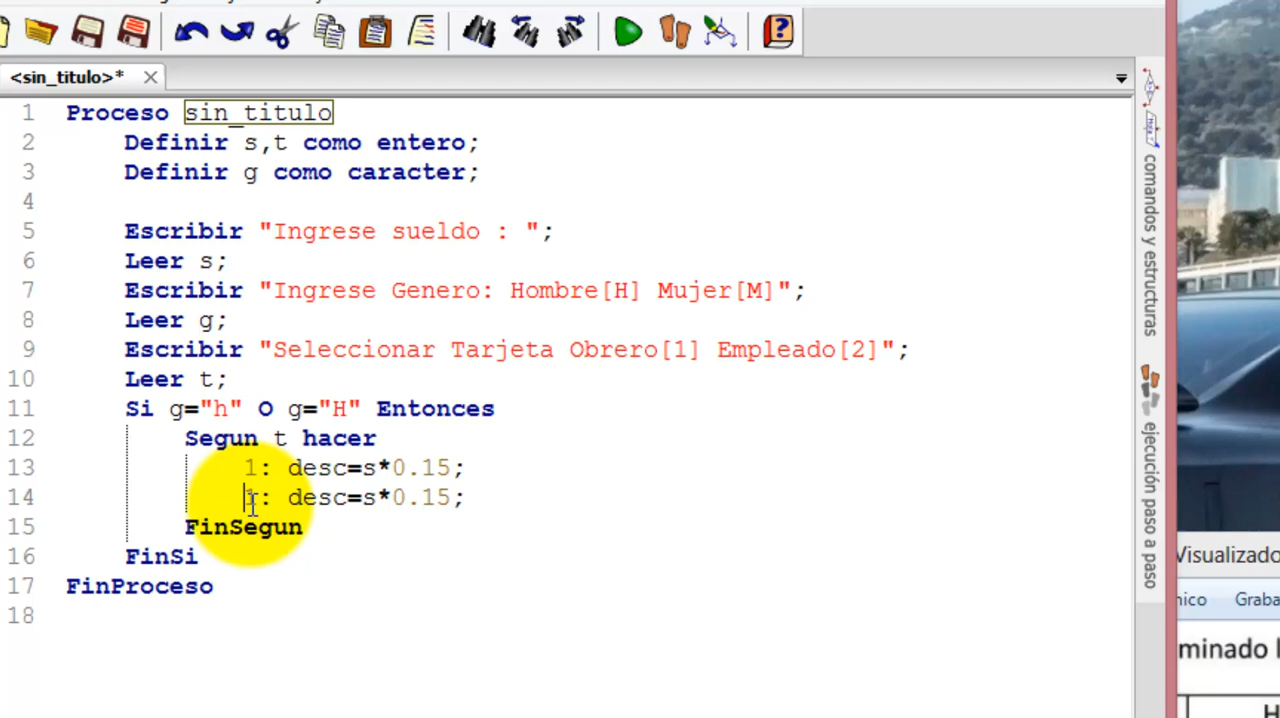 <sin_titulo>*
1 Proceso sin_titulo
2 Definir s,t como entero;
3 Definir g como caracter;
4
5 Escribir "Ingrese sueldo : ";
6 Leer s;
7 Escribir "Ingrese Genero: Hombre[H] Mujer[M]";
8 Leer g;
9 Escribir "Seleccionar Tarjeta Obrero[1] Empleado[2]";
10 Leer t;
11 Si g="h" O g="H" Entonces
12 Segun t hacer
13 1: desc=s*0.15;
14 1: desc=s*0.15;
15 FinSegun
16 FinSi
17 FinProceso
18
comandos y estructuras
ejecución paso a paso
Visualizado
nico Graba
minado
H